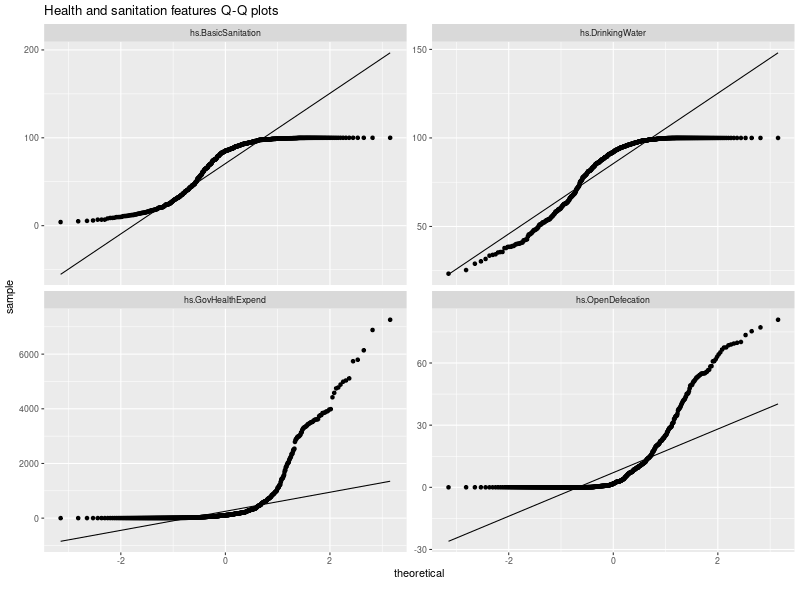 Health and sanitation features Q-Q plots
hs.BasicSanitation
hs.DrinkingWater
200
100
0
150
100
50
hs.GovHealthExpend
hs.OpenDefecation
6000
4000
2000
0
60
30
0
-30
-2
0
2
-2
0
2
sample
theoretical